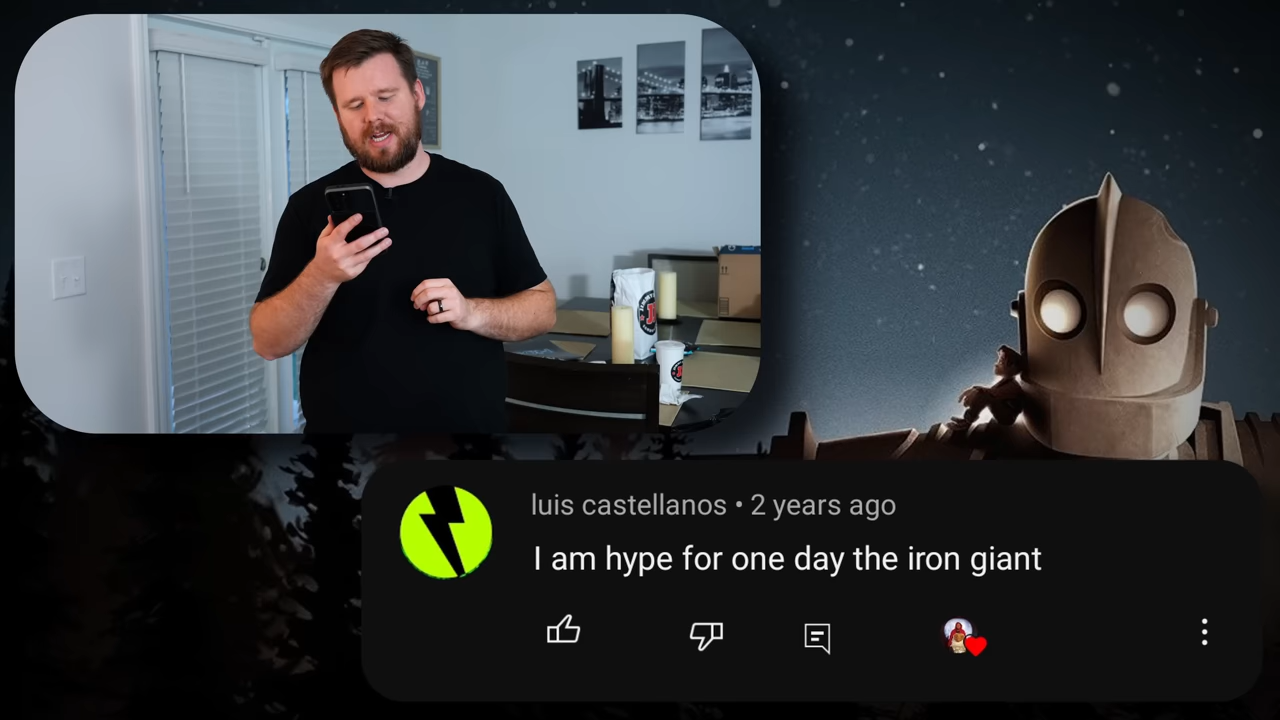 luis castellanos • 2 years ago
I am hype for one day the iron giant